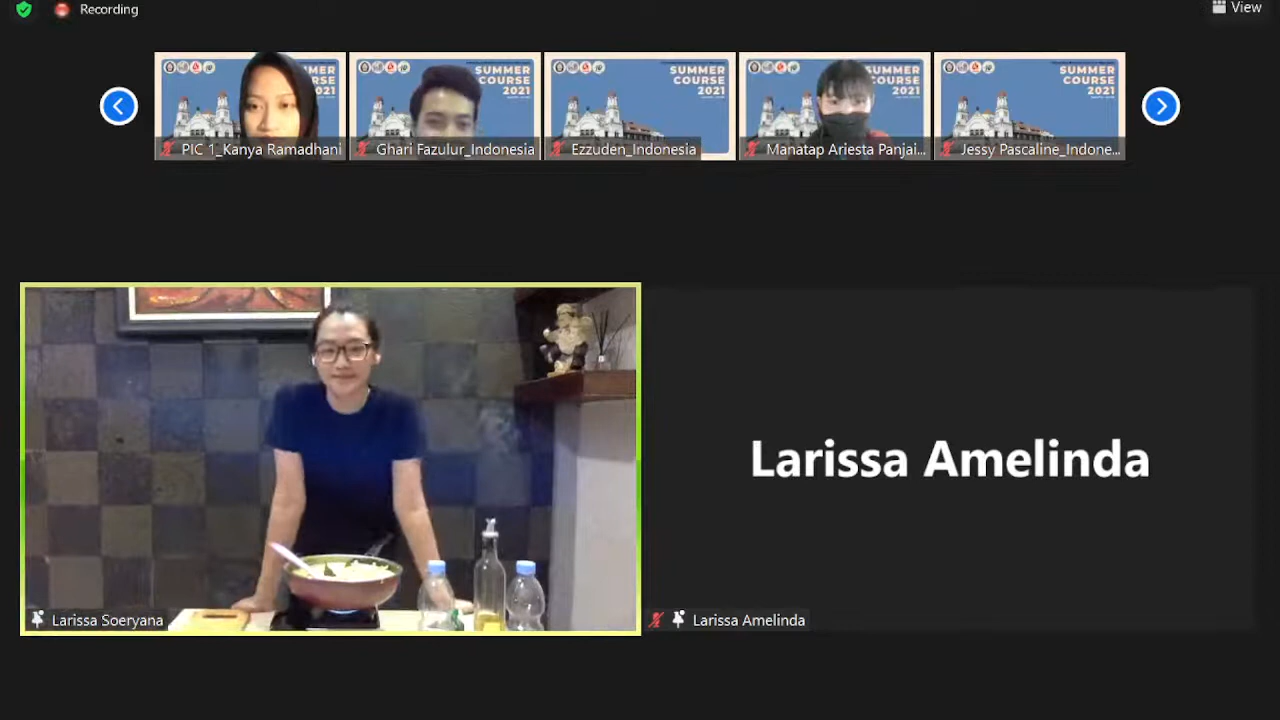 Recording
View
SUMMER
COURSE
2021
PIC 1_Kanya Ramadhani
SUMMER
COURSE
2021
Ghari Fazulur_Indonesia
SUMMER
COURSE
2021
Ezzuden_Indonesia
SUMMER
COURSE
2021
Manatap Ariesta Panjai...
SUMMER
COURSE
2021
Jessy Pascaline_Indone...
Larissa Soeryana
Larissa Amelinda
Larissa Amelinda